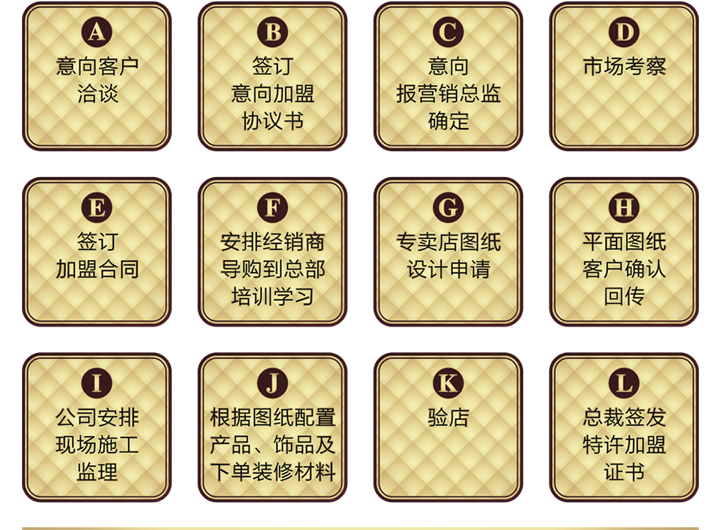 A
意向客户
洽谈
B
签订
意向加盟
协议书
C
意向
报营销总监
确定
D
市场考察
E
签订
加盟合同
F
安排经销商
导购到总部
培训学习
G
专卖店图纸
设计申请
H
平面图纸
客户确认
回传
I
公司安排
现场施工
监理
J
根据图纸配置
产品、饰品及
下单装修材料
K
验店
L
总裁签发
特许加盟
证书